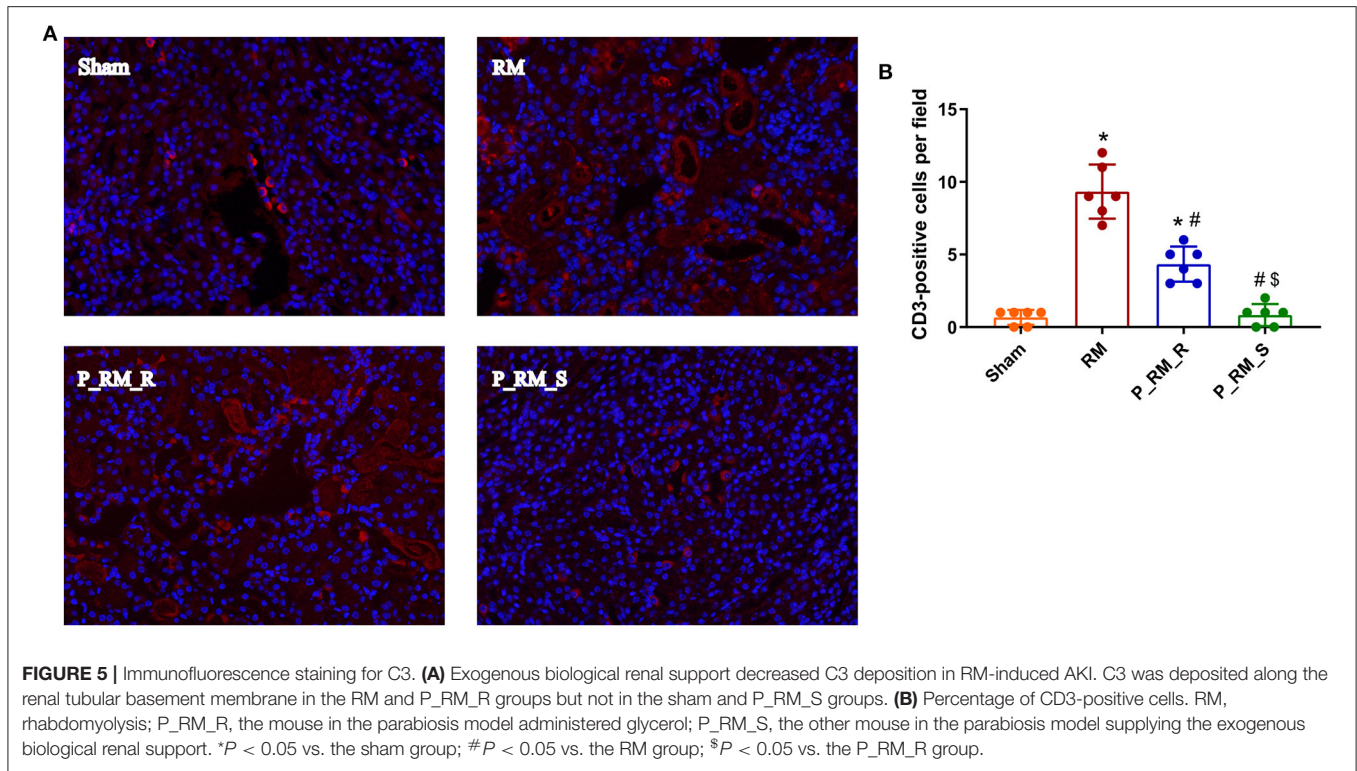 A
Sham
RM
P_RM_R
P_RM_S
B
CD3-positive cells per field
15
10
5
0
*
* #
# $
Sham
RM
P_RM_R
P_RM_S
FIGURE 5 | Immunofluorescence staining for C3. (A) Exogenous biological renal support decreased C3 deposition in RM-induced AKI. C3 was deposited along the
renal tubular basement membrane in the RM and P_RM_R groups but not in the sham and P_RM_S groups. (B) Percentage of CD3-positive cells. RM,
rhabdomyolysis; P_RM_R, the mouse in the parabiosis model administered glycerol; P_RM_S, the other mouse in the parabiosis model supplying the exogenous
biological renal support. *P < 0.05 vs. the sham group; #P < 0.05 vs. the RM group; $P < 0.05 vs. the P_RM_R group.